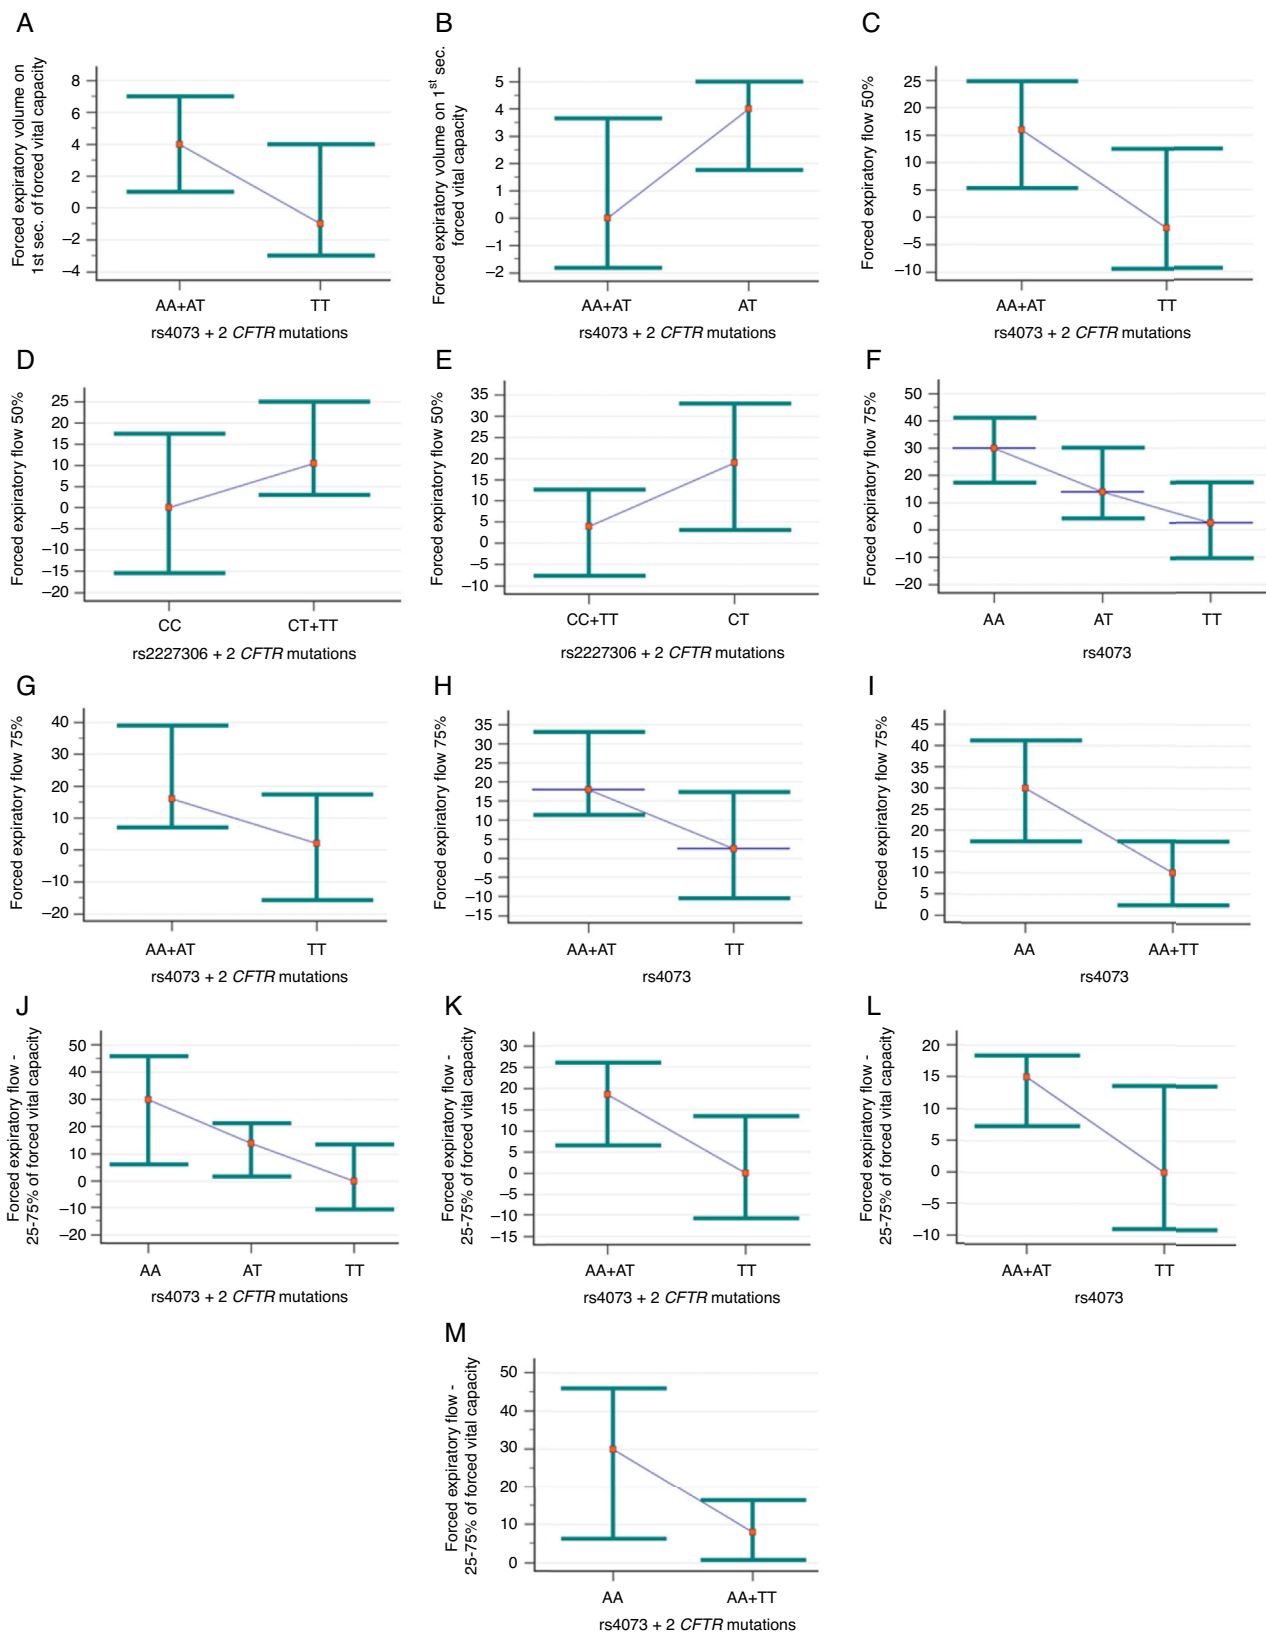 A
Forced expiratory volume on
1st sec. of forced vital capacity
8
6
4
2
0
–2
–4
AA+AT TT
rs4073 + 2 CFTR mutations
B
Forced expiratory volume on 1st sec.
forced vital capacity
5
4
3
2
1
0
–1
–2
AA+AT AT
rs4073 + 2 CFTR mutations
C
Forced expiratory flow 50%
25
20
15
10
5
0
–5
–10
AA+AT TT
rs4073 + 2 CFTR mutations
D
Forced expiratory flow 50%
25
20
15
10
5
0
–5
–10
–15
–20
CC CT+TT
rs2227306 + 2 CFTR mutations
E
Forced expiratory flow 50%
35
30
25
20
15
10
5
0
–5
–10
CC+TT CT
rs2227306 + 2 CFTR mutations
F
Forced expiratory flow 75%
50
40
30
20
10
0
–10
–20
AA AT TT
rs4073
G
Forced expiratory flow 75%
40
30
20
10
0
–10
–20
AA+AT TT
rs4073 + 2 CFTR mutations
H
Forced expiratory flow 75%
35
30
25
20
15
10
5
0
–5
–10
–15
AA+AT TT
rs4073
I
Forced expiratory flow 75%
45
40
35
30
25
20
15
10
5
0
AA AA+TT
rs4073
J
Forced expiratory flow -
25-75% of forced vital capacity
50
40
30
20
10
0
–10
–20
AA AT TT
rs4073 + 2 CFTR mutations
K
Forced expiratory flow -
25-75% of forced vital capacity
30
25
20
15
10
5
0
–5
–10
–15
AA+AT TT
rs4073 + 2 CFTR mutations
L
Forced expiratory flow -
25-75% of forced vital capacity
20
15
10
5
0
–5
–10
AA+AT TT
rs4073
M
Forced expiratory flow -
25-75% of forced vital capacity
50
40
30
20
10
0
AA AA+TT
rs4073 + 2 CFTR mutations